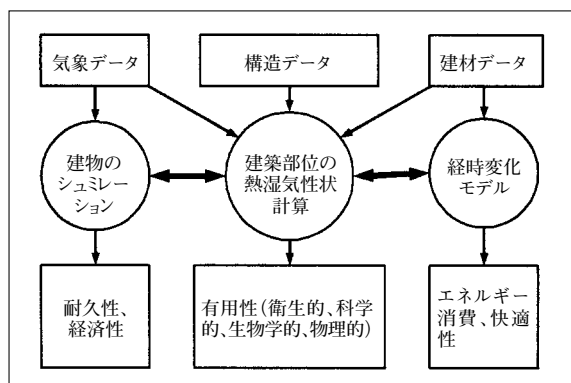 気象データ
構造データ
建材データ
建物の
シュミレー
ション
建築部位の
熱湿気性状
計算
経時変化
モデル
耐久性、
経済性
有用性(衛生的、科学
的、生物学的、物理的)
エネルギー
消費、快適
性